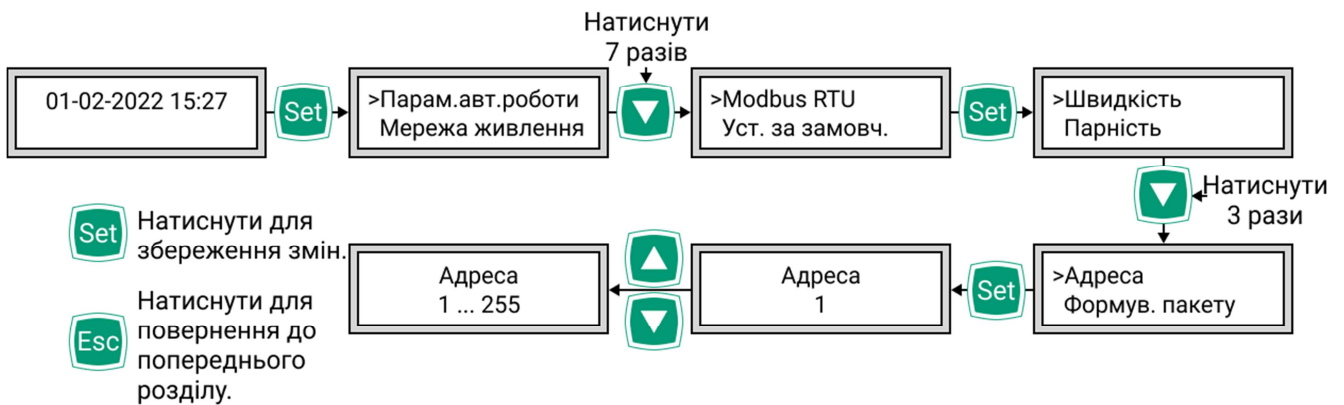 Натиснути
7 разів
01-02-2022 15:27
Set
>Парам.авт.роботи
Мережа живлення
>Modbus RTU
Уст. за замовч.
Set
>Швидкість
Парність
Натиснути
3 рази
Set
Натиснути для
збереження змін.
Адреса
1 ... 255
Адреса
1
Set
>Адреса
Формув. пакету
Esc
Натиснути для
повернення до
попереднього
розділу.